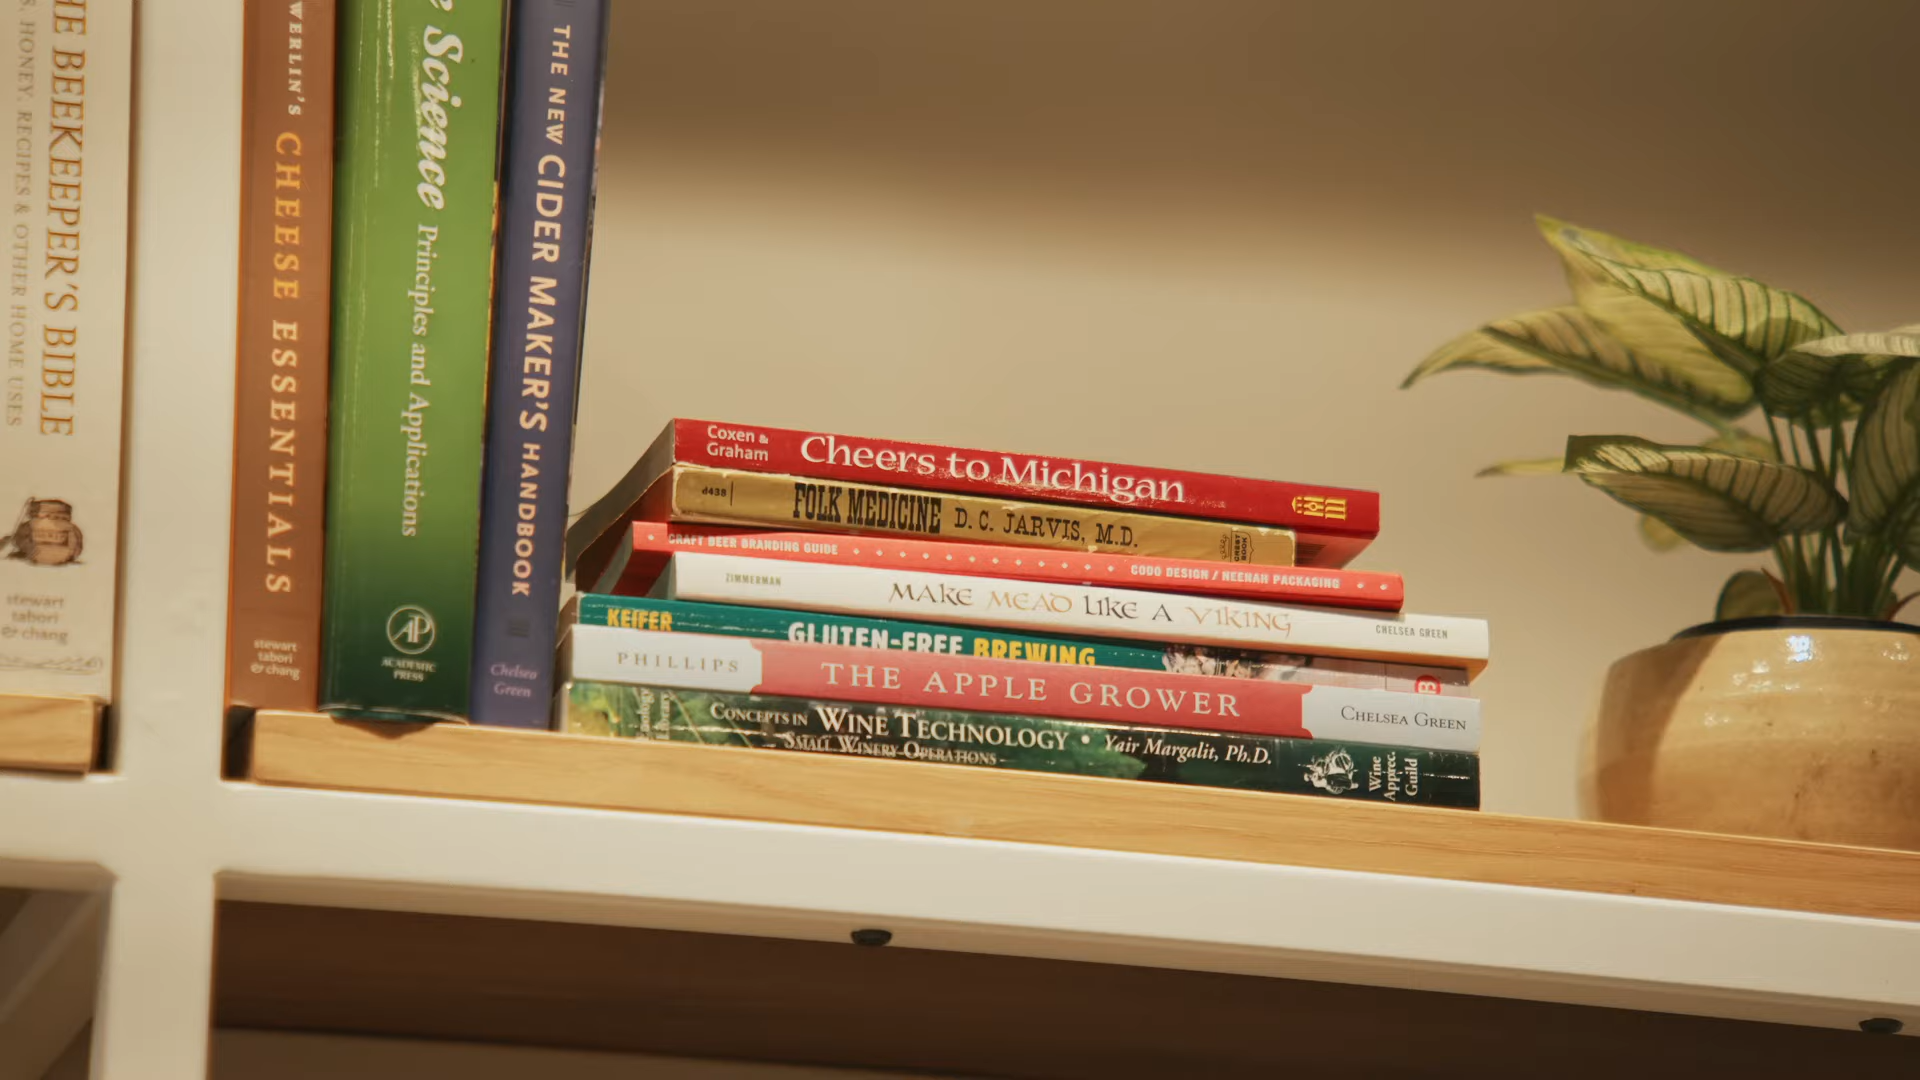 HE BEEKEEPER'S BIBLE
HONEY, RECIPES & OTHER HOME USES
stewart
tabori
& chang
WERLIN'S CHEESE ESSENTIALS
stewart
tabori
& chang
Science Principles and Applications
AP
ACADEMIC
PRESS
THE NEW CIDER MAKER'S HANDBOOK
Chelsea
Green
Coxen &
Graham
Cheers to Michigan
d438
FOLK MEDICINE D. C. JARVIS, M.D.
CRAFT BEER BRANDING GUIDE
CODO DESIGN / NEENAH PACKAGING
ZIMMERMAN
MAKE MEAD LIKE A VIKING
CHELSEA GREEN
KEIFER
GLUTEN-FREE BREWING
PHILLIPS
THE APPLE GROWER
CHELSEA GREEN
CONCEPTS IN WINE TECHNOLOGY • Yair Margalit, Ph.D.
SMALL WINERY OPERATIONS
Wine
Apprec.
Guild